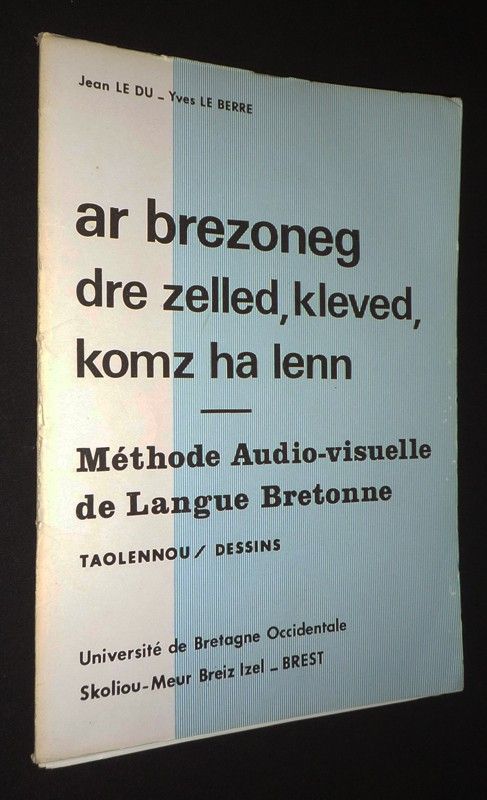 Jean LE DU – Yves LE BERRE
ar brezoneg
dre zelled, kleved,
komz ha lenn
Méthode Audio-visuelle
de Langue Bretonne
TAOLENNOU / DESSINS
Université de Bretagne Occidentale
Skoliou-Meur Breiz Izel – BREST